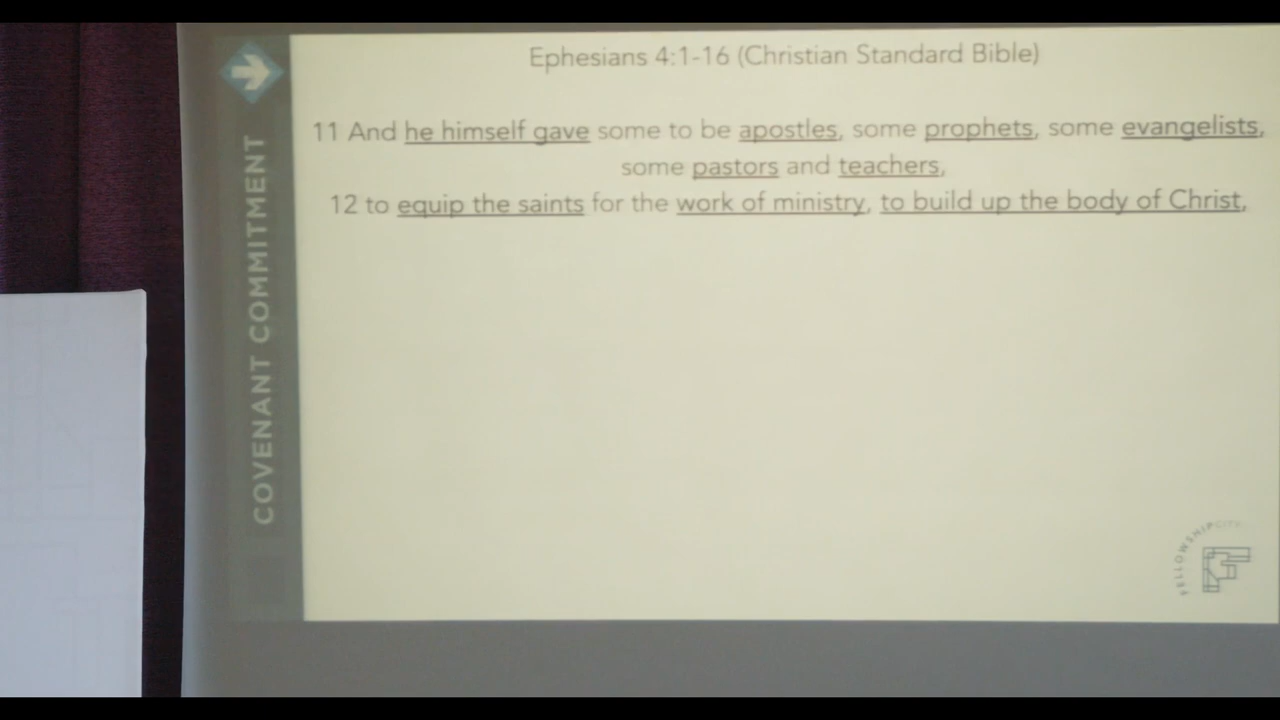 Ephesians 4:1-16 (Christian Standard Bible)
11 And he himself gave some to be apostles, some prophets, some evangelists,
some pastors and teachers,
12 to equip the saints for the work of ministry, to build up the body of Christ,
COVENANT COMMITMENT
FELLOWSHIPCITY